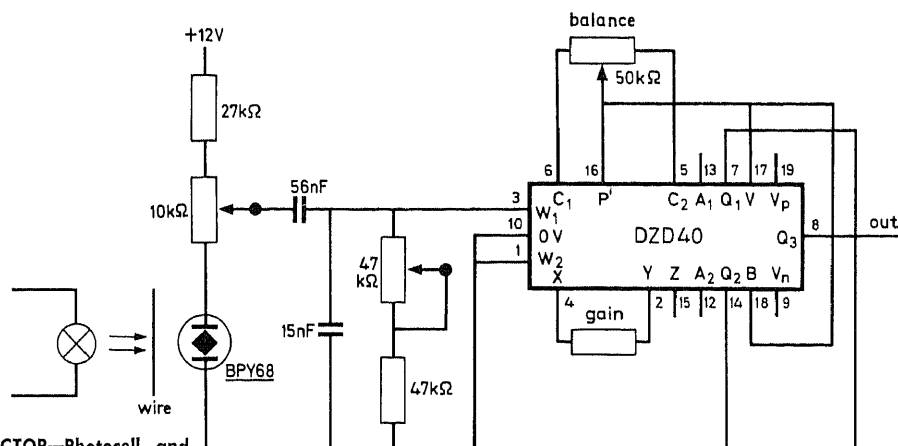 balance
+12V
50kΩ
27kΩ
6 16 5 13 7 17 19
56nF
C1 P' C2 A1 Q1 V Vp
3 W1
10kΩ
10 0V DZD40 Q3 8 out
1 W2
47 kΩ
X Y Z A2 Q2 B Vn
4 2 15 12 14 18 9
gain
15nF
BPY68
47kΩ
wire
CTOR—Photocell and